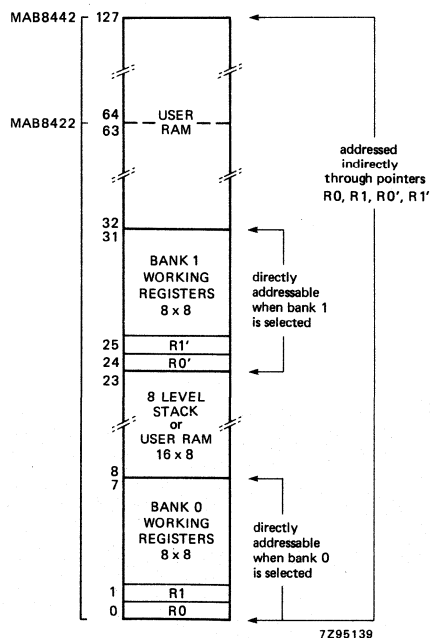 MAB8442 127
MAB8422 64
63
USER
RAM
addressed
indirectly
through pointers
R0, R1, R0', R1'
32
31
BANK 1
WORKING
REGISTERS
8 x 8
directly
addressable
when bank 1
is selected
25 R1'
24 R0'
23
8 LEVEL
STACK
or
USER RAM
16 x 8
8
7
BANK 0
WORKING
REGISTERS
8 x 8
directly
addressable
when bank 0
is selected
1 R1
0 R0
7Z95139